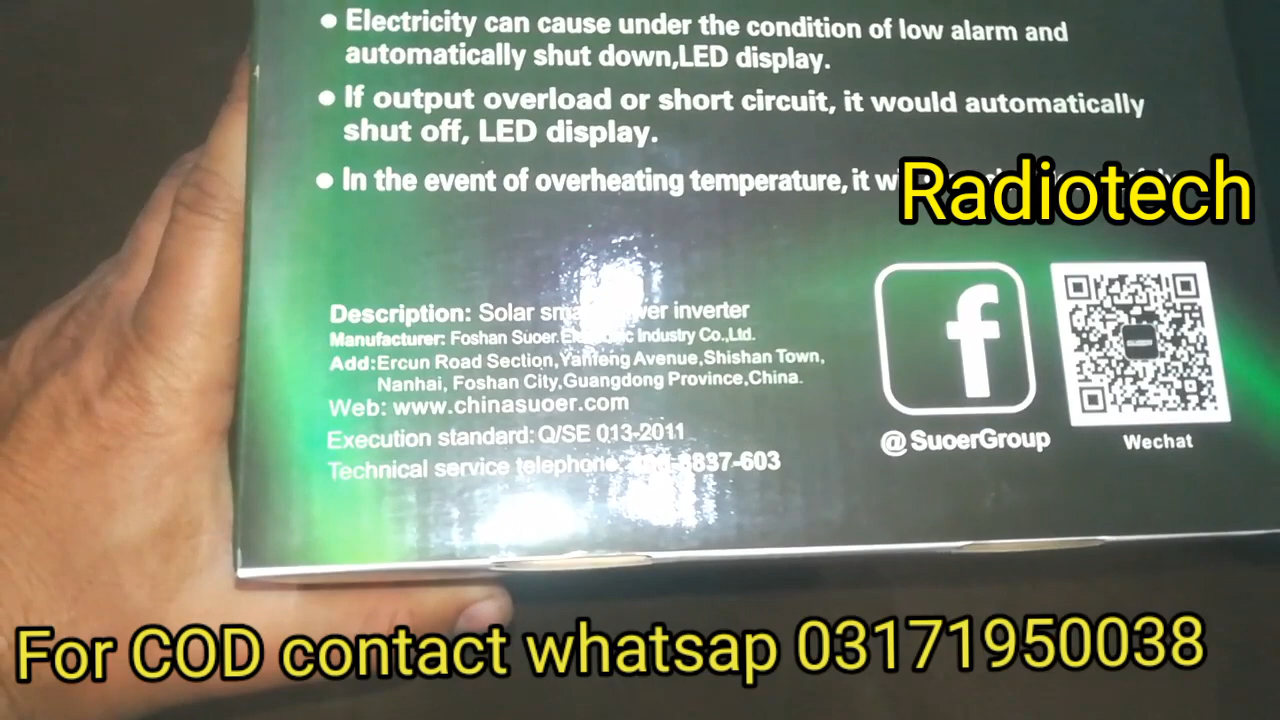 ● Electricity can cause under the condition of low alarm and
automatically shut down,LED display.
● If output overload or short circuit, it would automatically
shut off, LED display.
● In the event of overheating temperature, it
Radiotech
Description: Solar inverter
Manufacturer: Foshan Suoer. Industry Co.,Ltd.
Add:Ercun Road Section,Yanfeng Avenue,Shishan Town,
Nanhai, Foshan City,Guangdong Province,China.
Web: www.chinasuoer.com
Execution standard: Q/SE 013-2011
Technical service telephone: 8837-603
f
@SuoerGroup
Wechat
For COD contact whatsap 03171950038